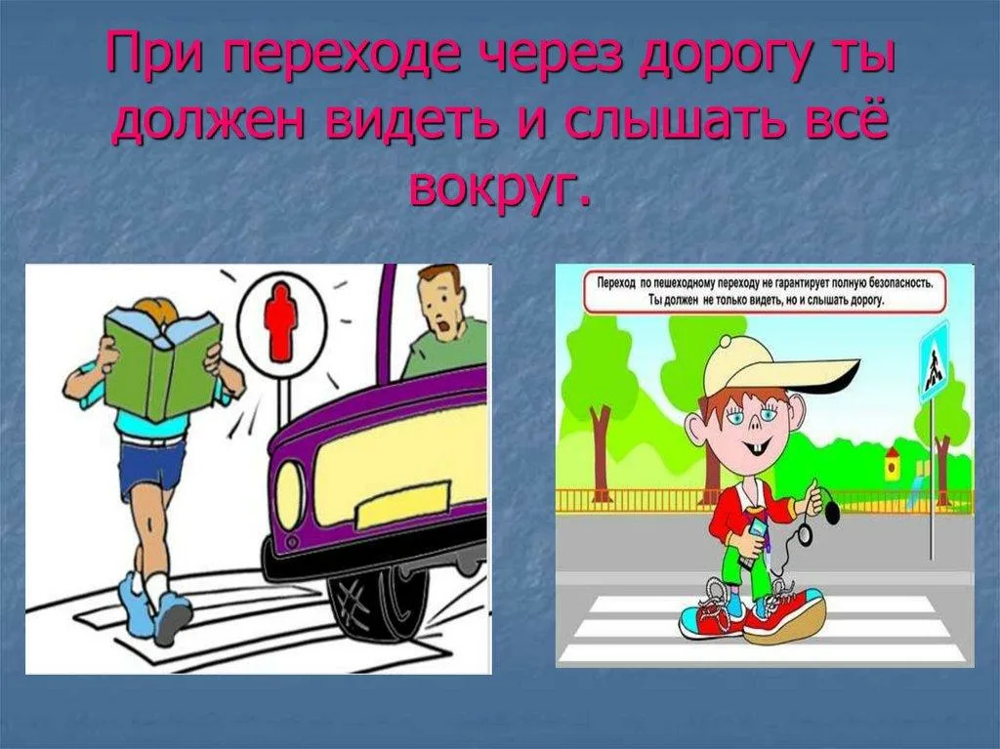 При переходе через дорогу ты
должен видеть и слышать всё
вокруг.
Переход по пешеходному переходу не гарантирует полную безопасность.
Ты должен не только видеть, но и слышать дорогу.